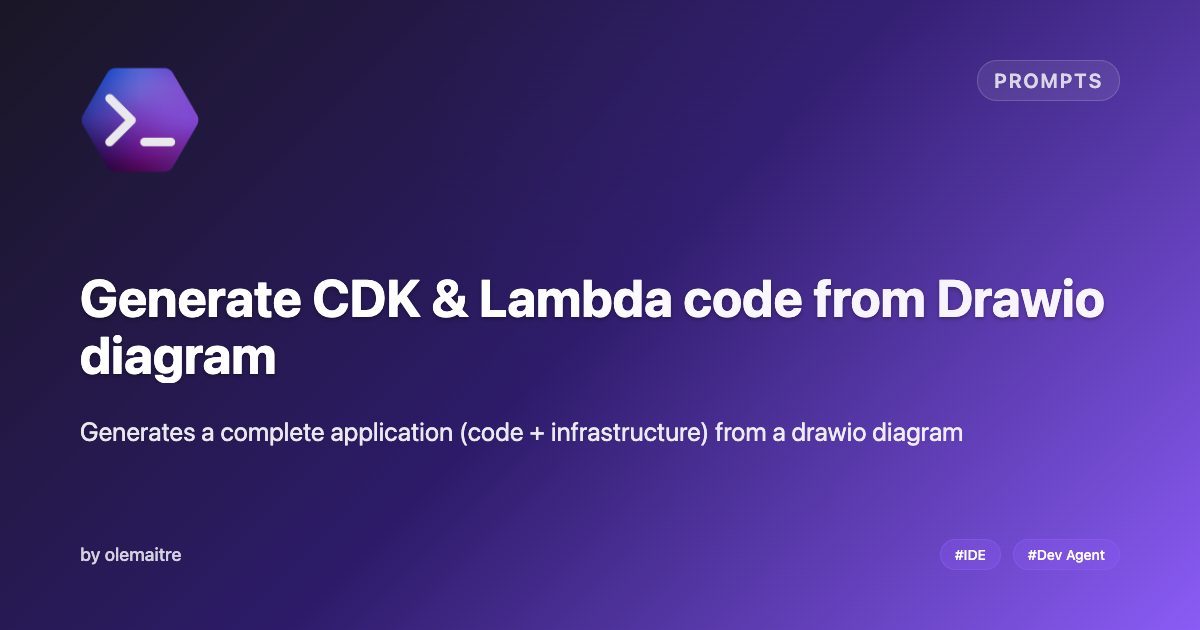 PROMPTS
Generate CDK & Lambda code from Drawio
diagram
Generates a complete application (code + infrastructure) from a drawio diagram
by olemaitre
#IDE
#Dev Agent